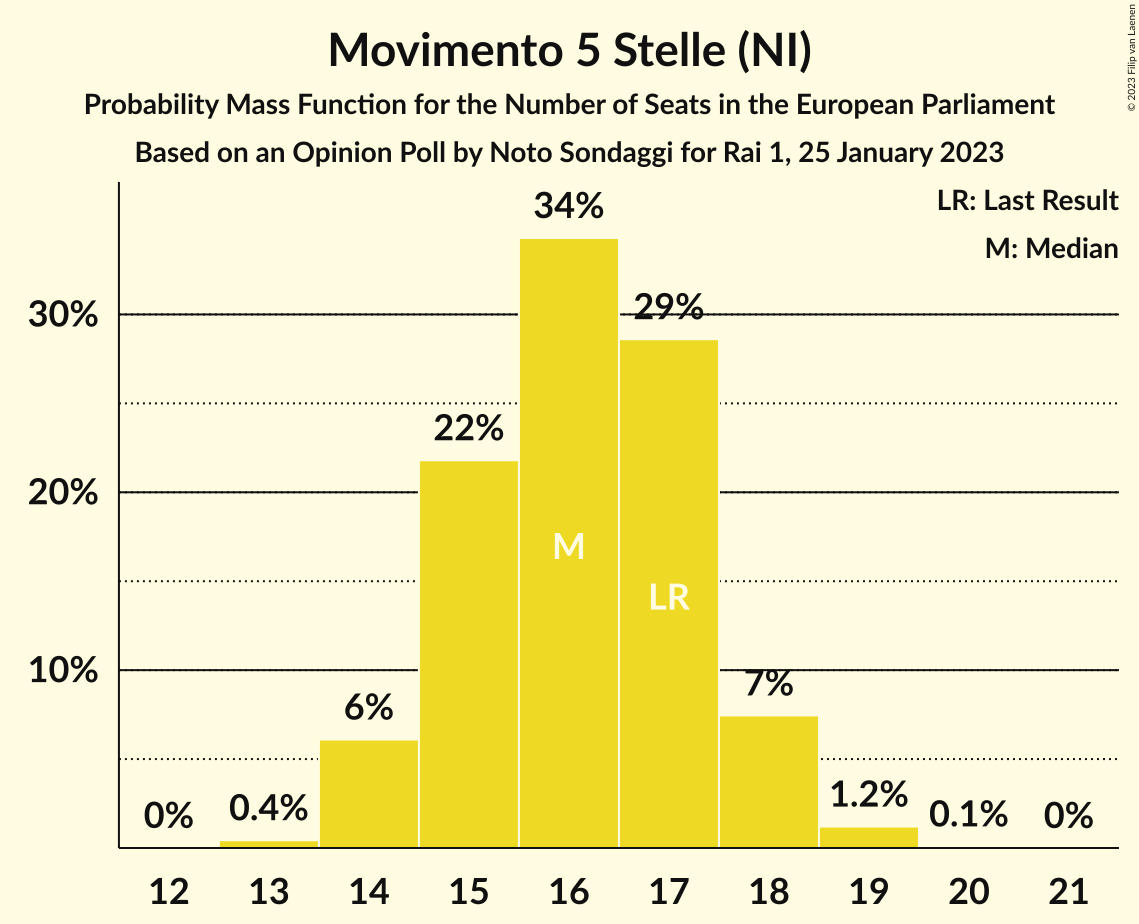 Movimento 5 Stelle (NI)
Probability Mass Function for the Number of Seats in the European Parliament
Based on an Opinion Poll by Noto Sondaggi for Rai 1, 25 January 2023
© 2023 Filip van Laenen
LR: Last Result
M: Median
34%
30%
29%
22%
20%
M
LR
10%
7%
6%
1.2%
0.4%
0.1%
0%
0%
12 13 14 15 16 17 18 19 20 21